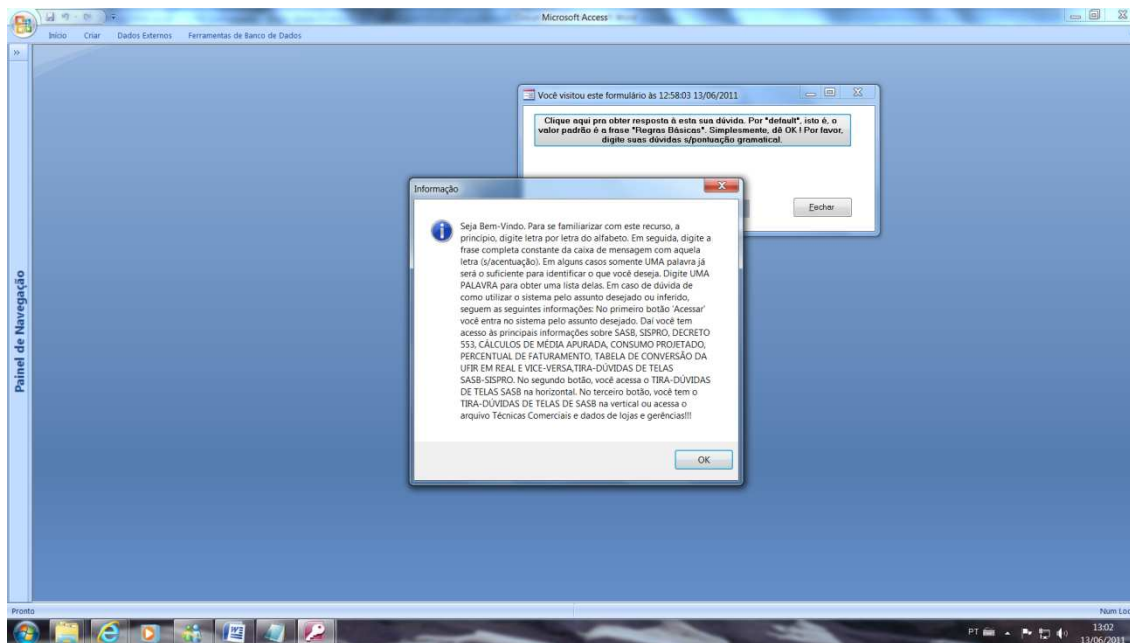 Microsoft Access
Início Criar Dados Externos Ferramentas de Banco de Dados
»
Painel de Navegação
Você visitou este formulário às 12:58:03 13/06/2011
Clique aqui pra obter resposta à esta sua dúvida. Por "default", isto é, o
valor padrão é a frase "Regras Básicas". Simplesmente, dê OK ! Por favor,
digite suas dúvidas s/pontuação gramatical.
Fechar
Informação
Seja Bem-Vindo. Para se familiarizar com este recurso, a
princípio, digite letra por letra do alfabeto. Em seguida, digite a
frase completa constante da caixa de mensagem com aquela
letra (s/acentuação). Em alguns casos somente UMA palavra já
será o suficiente para identificar o que você deseja. Digite UMA
PALAVRA para obter uma lista delas. Em caso de dúvida de
como utilizar o sistema pelo assunto desejado ou inferido,
seguem as seguintes informações: No primeiro botão 'Acessar'
você entra no sistema pelo assunto desejado. Daí você tem
acesso às principais informações sobre SASB, SISPRO, DECRETO
553, CÁLCULOS DE MÉDIA APURADA, CONSUMO PROJETADO,
PERCENTUAL DE FATURAMENTO, TABELA DE CONVERSÃO DA
UFIR EM REAL E VICE-VERSA,TIRA-DÚVIDAS DE TELAS
SASB-SISPRO. No segundo botão, você acessa o TIRA-DÚVIDAS
DE TELAS SASB na horizontal. No terceiro botão, você tem o
TIRA-DÚVIDAS DE TELAS DE SASB na vertical ou acessa o
arquivo Técnicas Comerciais e dados de lojas e gerências!!!
OK
Pronto
Num Loc
PT
13:02
13/06/2011